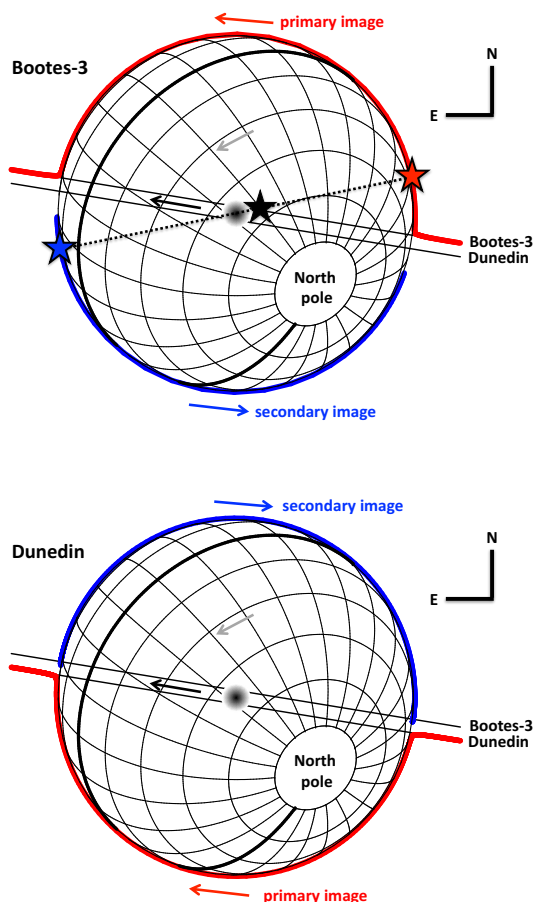 primary image
Bootes-3
N
E
Bootes-3
Dunedin
North
pole
secondary image
secondary image
Dunedin
N
E
Bootes-3
Dunedin
North
pole
primary image